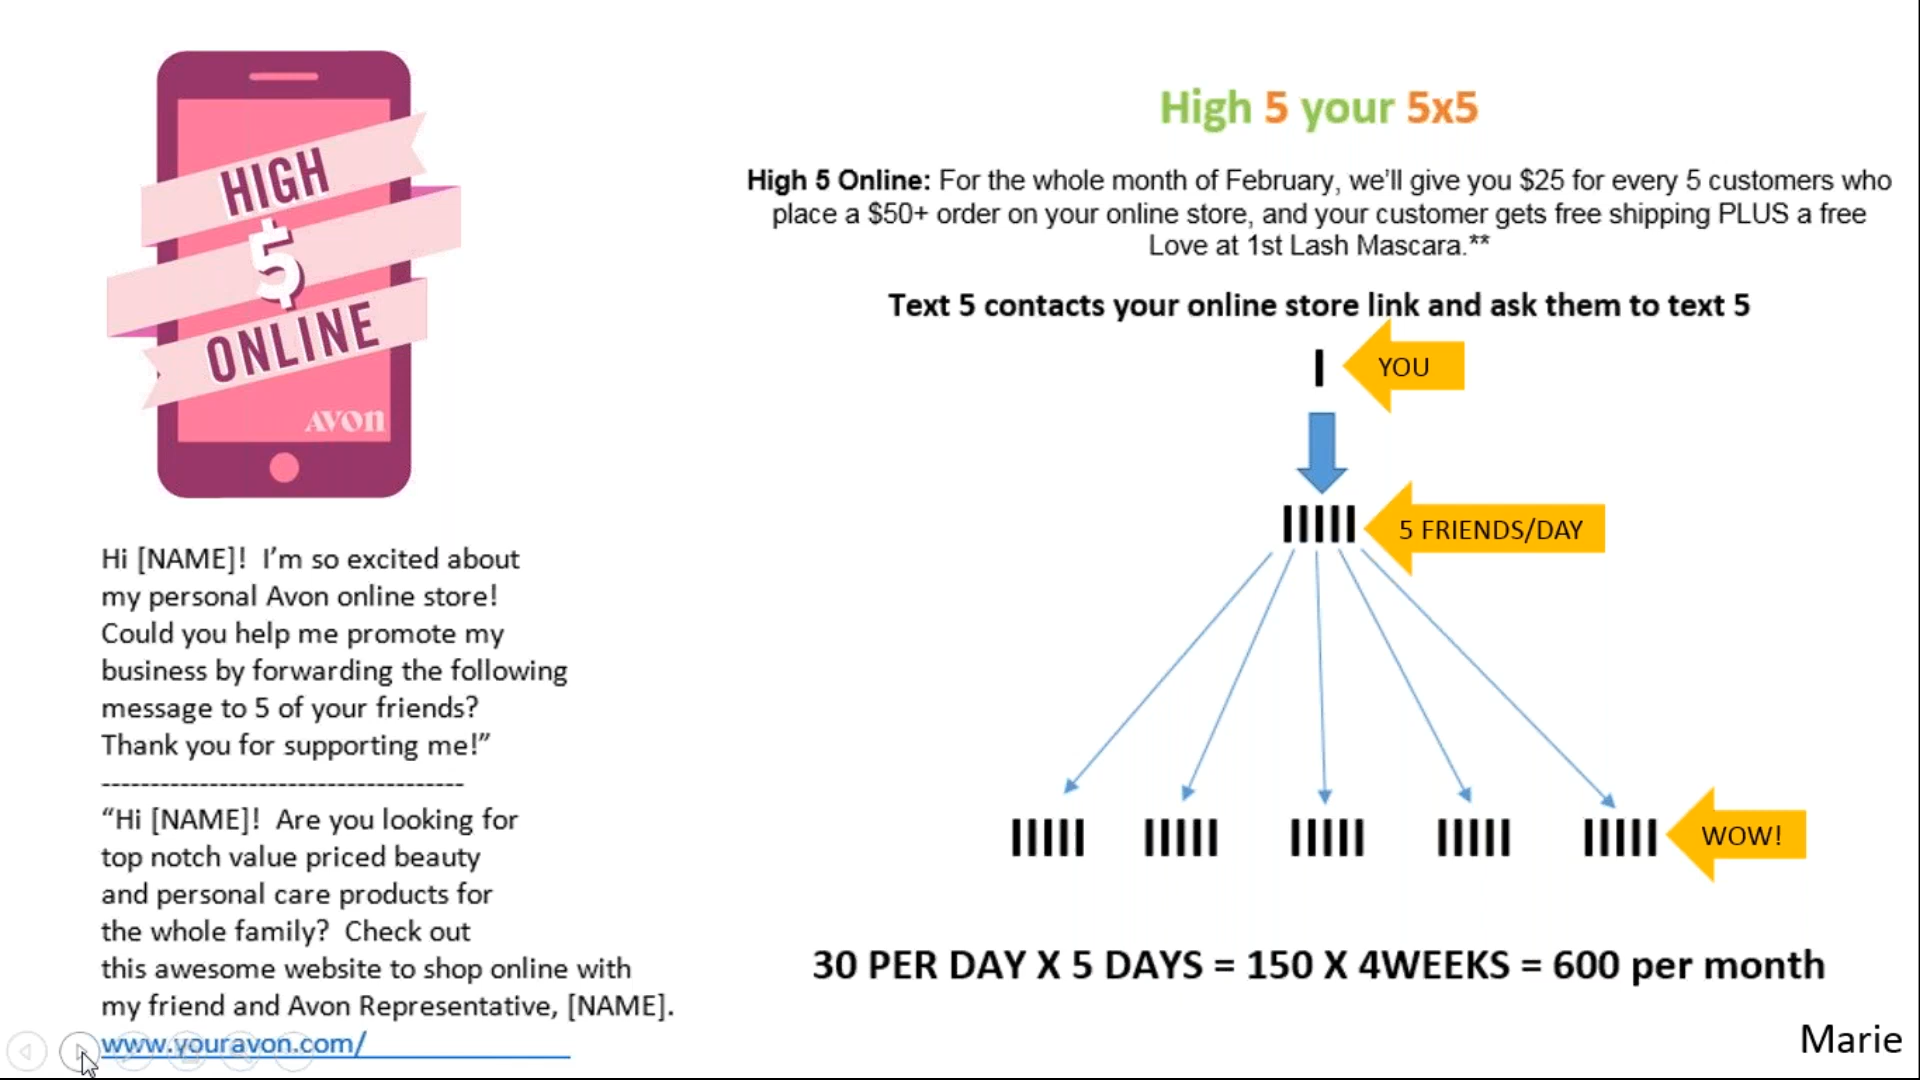 HIGH
5
ONLINE
AVON
Hi [NAME]!  I’m so excited about
my personal Avon online store!
Could you help me promote my
business by forwarding the following
message to 5 of your friends?
Thank you for supporting me!”
-------------------------------------
“Hi [NAME]!  Are you looking for
top notch value priced beauty
and personal care products for
the whole family?  Check out
this awesome website to shop online with
my friend and Avon Representative, [NAME].
www.youravon.com/_______________
High 5 your 5x5
High 5 Online: For the whole month of February, we’ll give you $25 for every 5 customers who
place a $50+ order on your online store, and your customer gets free shipping PLUS a free
Love at 1st Lash Mascara.**
Text 5 contacts your online store link and ask them to text 5
YOU
5 FRIENDS/DAY
WOW!
30 PER DAY X 5 DAYS = 150 X 4WEEKS = 600 per month
Marie